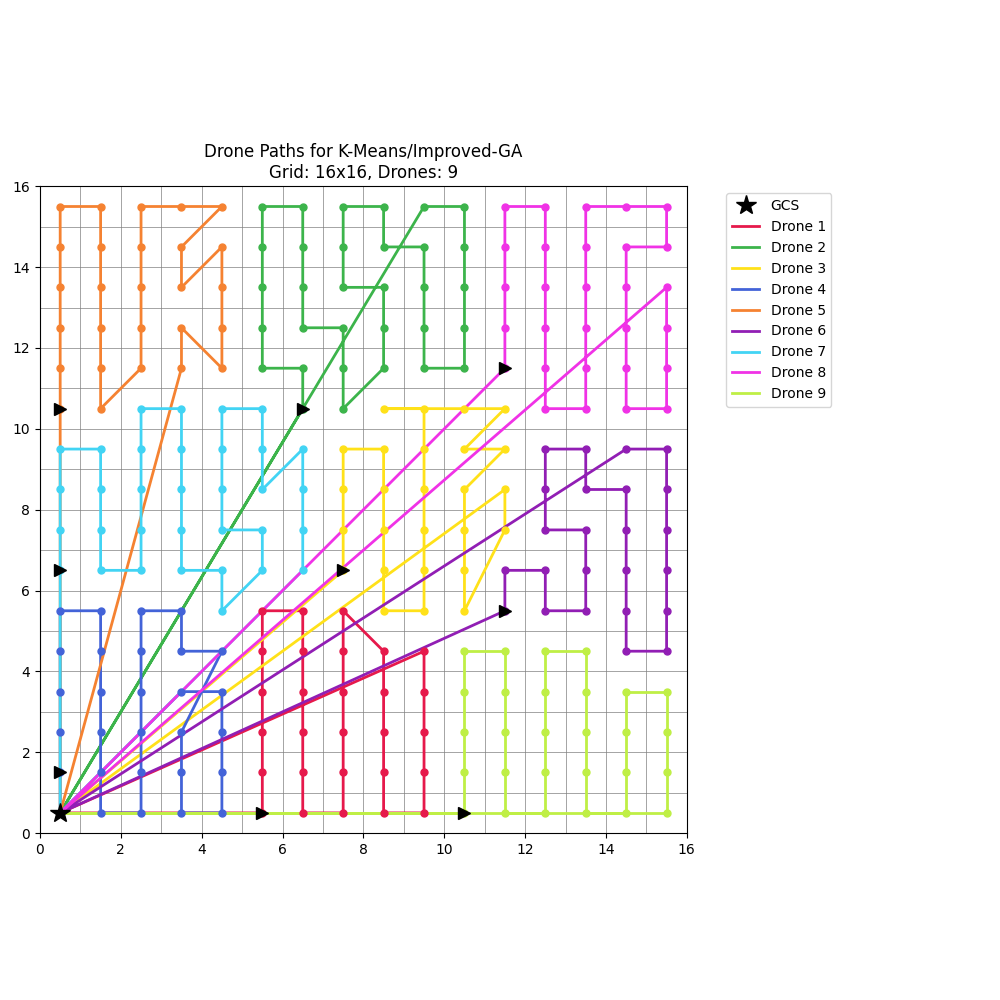 Drone Paths for K-Means/Improved-GA
Grid: 16x16, Drones: 9
16
14
12
10
8
6
4
2
0
0 2 4 6 8 10 12 14 16
GCS
Drone 1
Drone 2
Drone 3
Drone 4
Drone 5
Drone 6
Drone 7
Drone 8
Drone 9